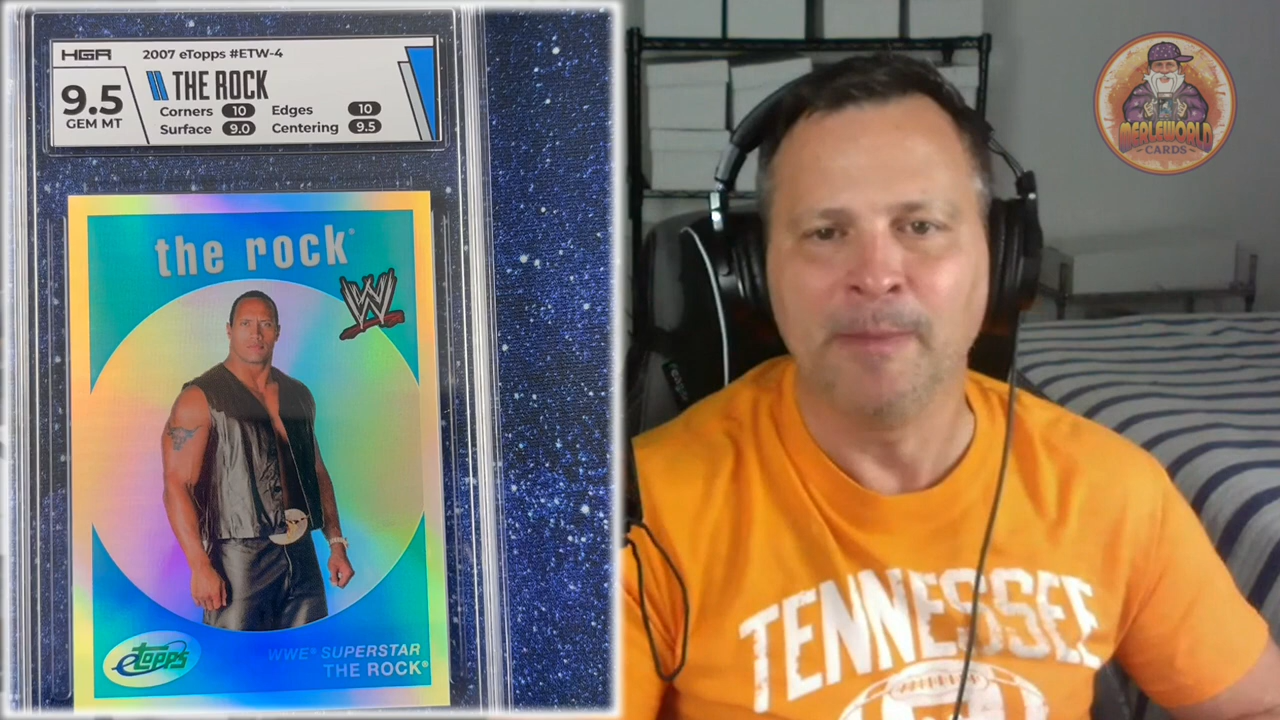 HGA
2007 eTopps #ETW-4
9.5
GEM MT
THE ROCK
Corners 10 Edges 10
Surface 9.0 Centering 9.5
the rock®
W
eTopps
WWE® SUPERSTAR
THE ROCK®
MERLEWORLD
CARDS
TENNESSEE